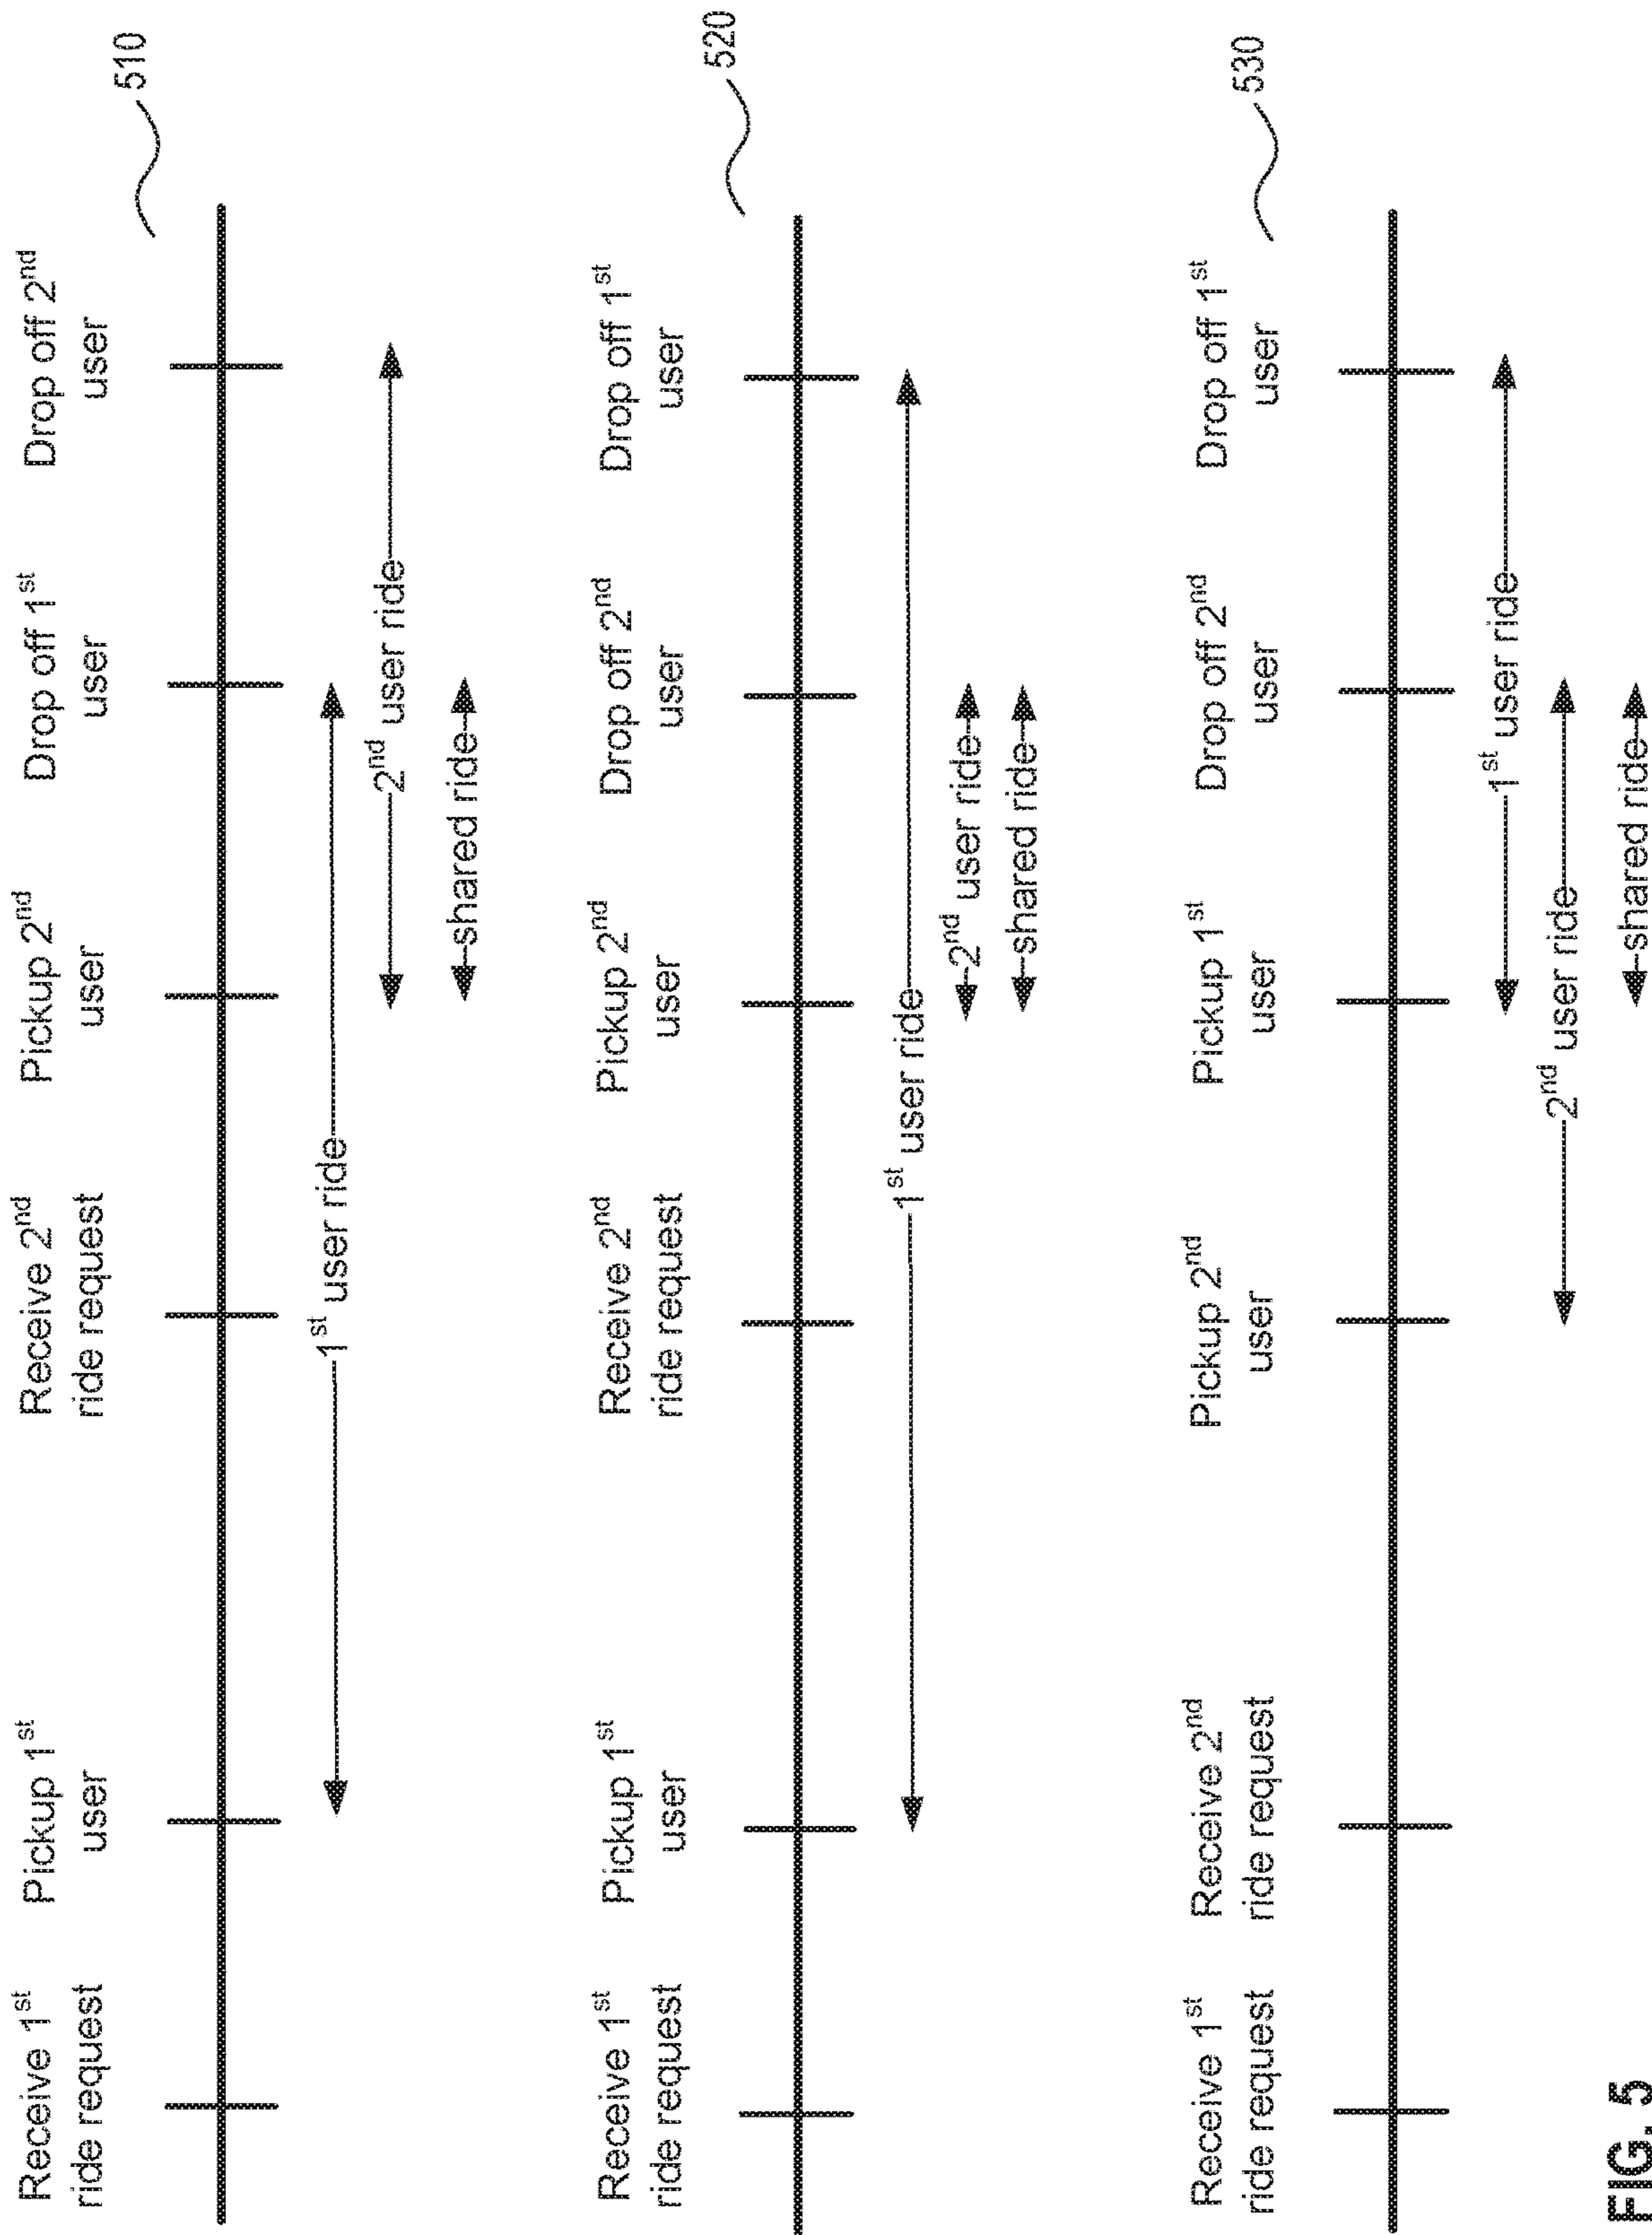 510
Receive 1st
ride request
Pickup 1st
user
Receive 2nd
ride request
Pickup 2nd
user
Drop off 1st
user
Drop off 2nd
user
1st user ride
2nd user ride
shared ride
520
Receive 1st
ride request
Pickup 1st
user
Receive 2nd
ride request
Pickup 2nd
user
Drop off 2nd
user
Drop off 1st
user
1st user ride
2nd user ride
shared ride
530
Receive 1st
ride request
Receive 2nd
ride request
Pickup 2nd
user
Pickup 1st
user
Drop off 2nd
user
Drop off 1st
user
1st user ride
2nd user ride
shared ride
FIG. 5